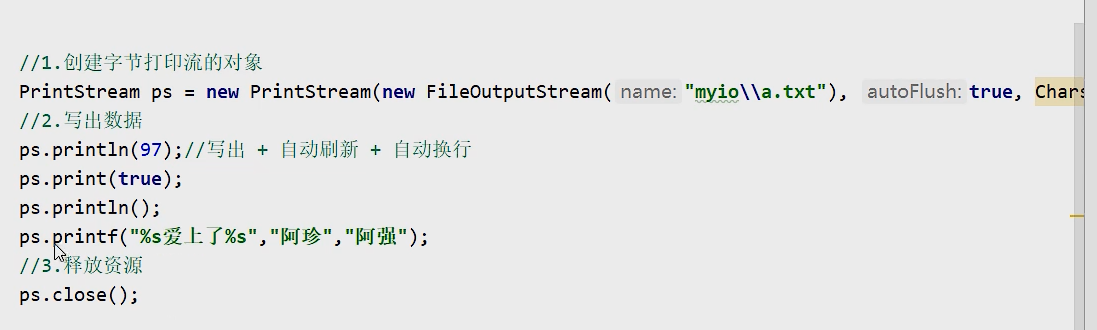 //1.创建字节打印流的对象
PrintStream ps = new PrintStream(new FileOutputStream( name: "myio\\a.txt"), autoFlush: true, Chars
//2.写出数据
ps.println(97);//写出 + 自动刷新 + 自动换行
ps.print(true);
ps.println();
ps.printf("%s爱上了%s","阿珍","阿强");
//3.释放资源
ps.close();